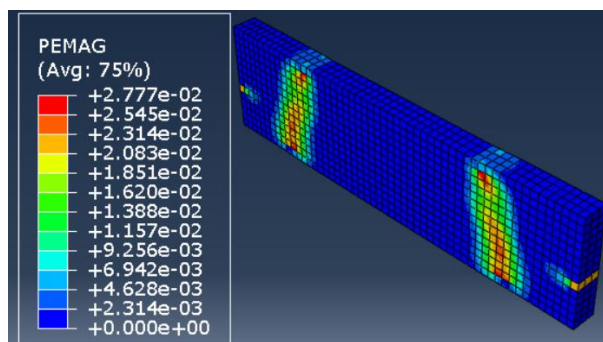 PEMAG
(Avg: 75%)
+2.777e-02
+2.545e-02
+2.314e-02
+2.083e-02
+1.851e-02
+1.620e-02
+1.388e-02
+1.157e-02
+9.256e-03
+6.942e-03
+4.628e-03
+2.314e-03
+0.000e+00